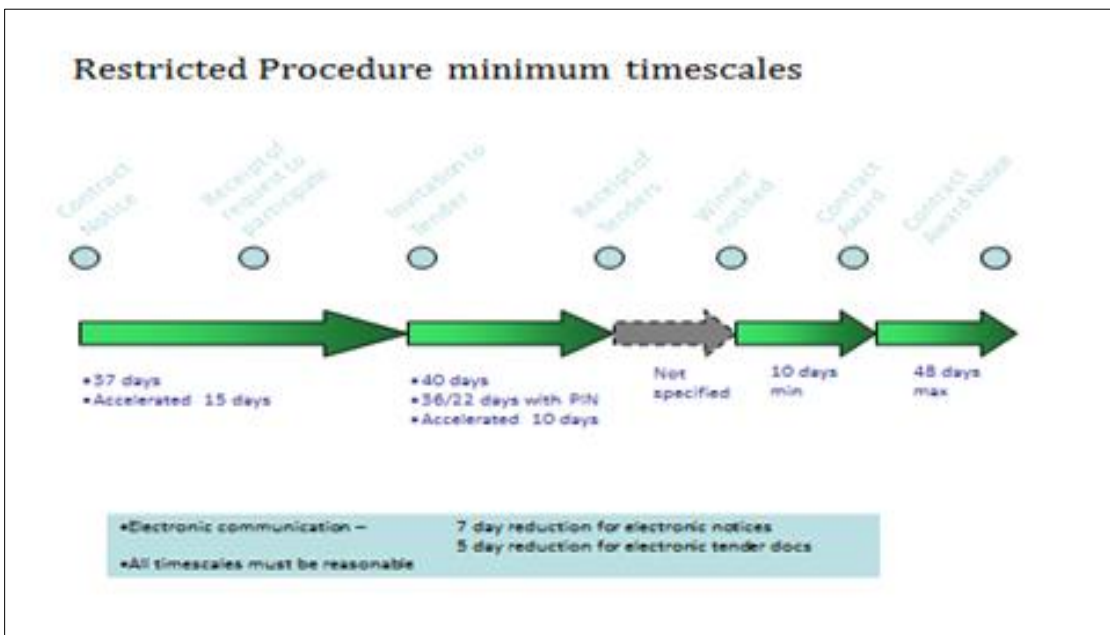 Restricted Procedure minimum timescales
Contract
Notice
Receipt of
request to
participate
Invitation to
Tender
Receipt of
Tenders
Winner
notified
Contract
Award
Contract
Award Notice
•37 days
•Accelerated 15 days
•40 days
•36/22 days with PIN
•Accelerated 10 days
Not
specified
10 days
min
48 days
max
•Electronic communication –
7 day reduction for electronic notices
5 day reduction for electronic tender docs
•All timescales must be reasonable